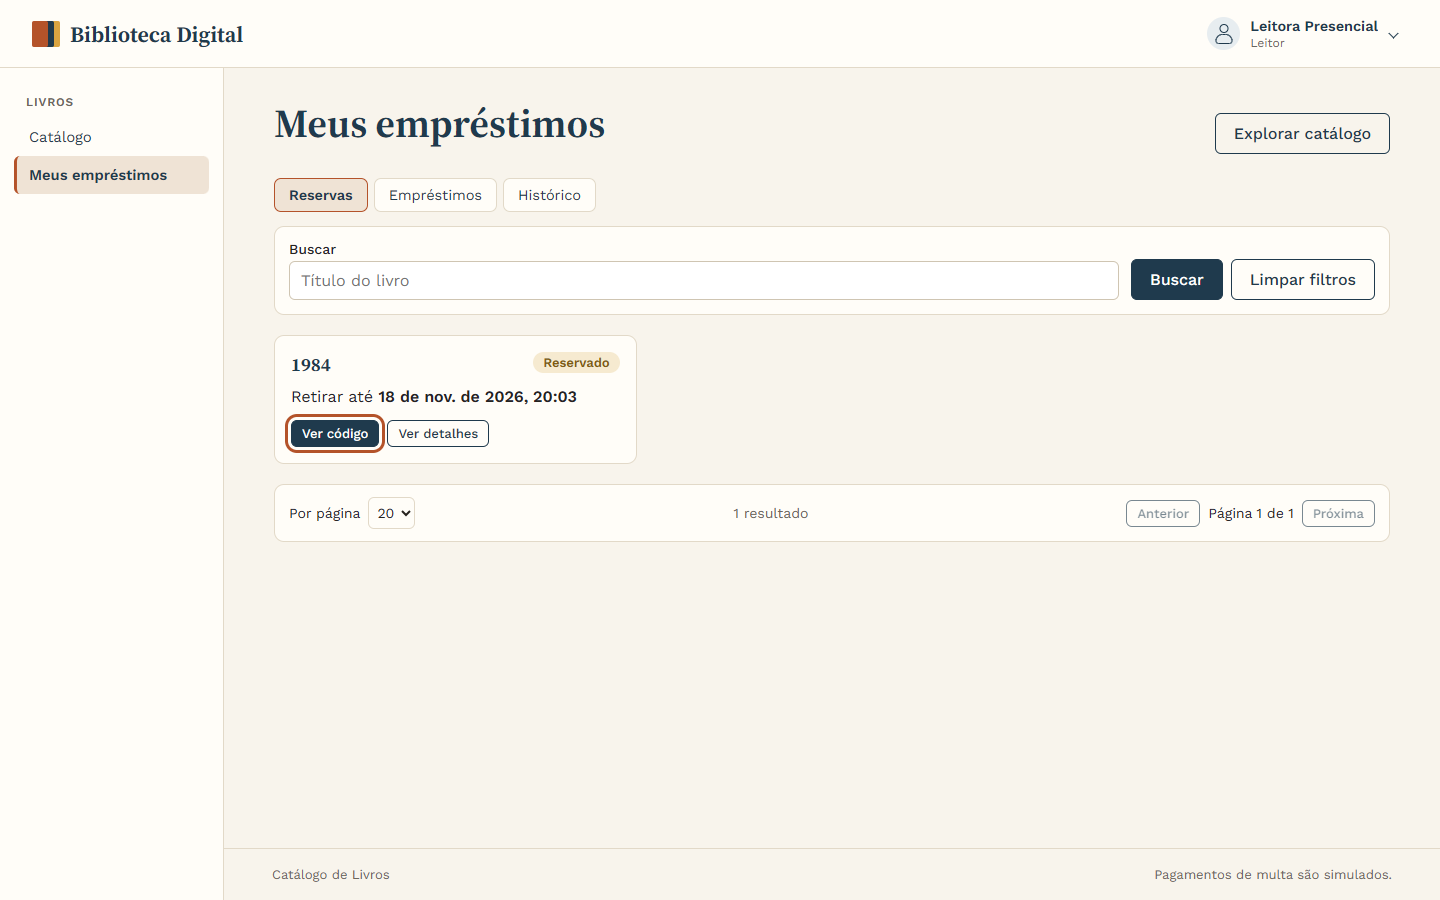 Biblioteca Digital
Leitora Presencial
Leitor
LIVROS
Catálogo
Meus empréstimos
Meus empréstimos
Explorar catálogo
Reservas
Empréstimos
Histórico
Buscar
Título do livro
Buscar
Limpar filtros
1984
Reservado
Retirar até 18 de nov. de 2026, 20:03
Ver código
Ver detalhes
Por página
20
1 resultado
Anterior
Página 1 de 1
Próxima
Catálogo de Livros
Pagamentos de multa são simulados.